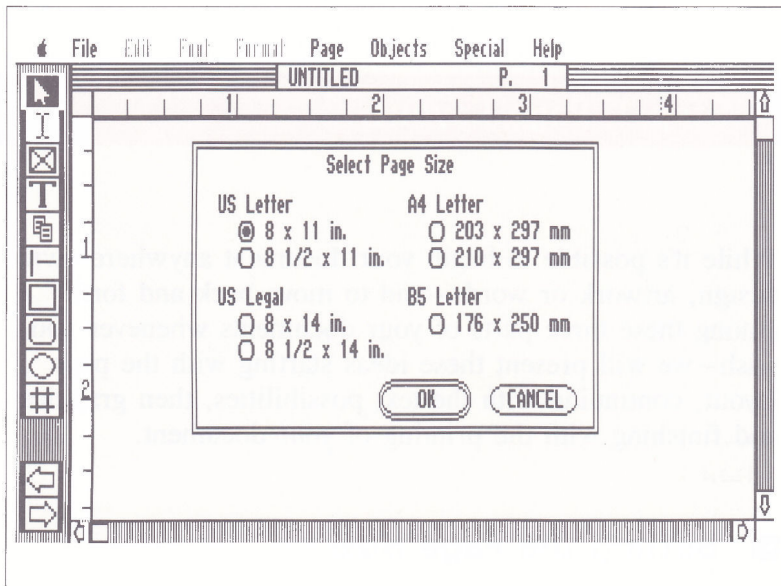 File Edit Font Format Page Objects Special Help
UNTITLED P. 1
1 2 3 4
Select Page Size
US Letter
8 x 11 in.
8 1/2 x 11 in.
US Legal
8 x 14 in.
8 1/2 x 14 in.
A4 Letter
203 x 297 mm
210 x 297 mm
B5 Letter
176 x 250 mm
OK CANCEL
T
1
2